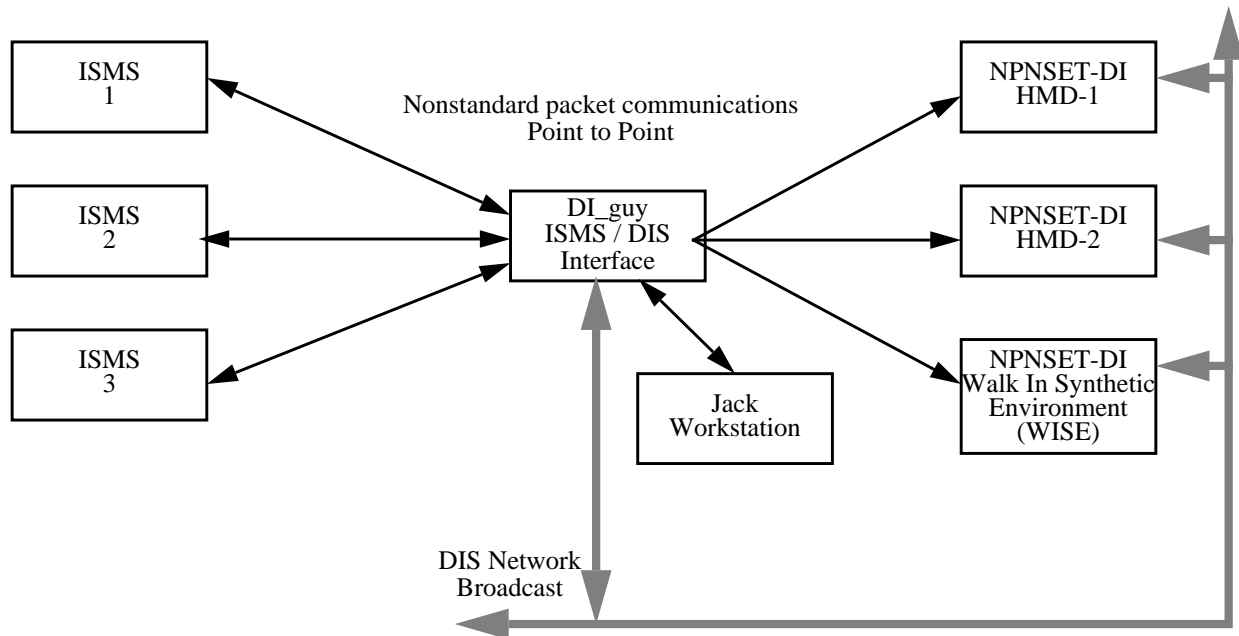 ISMS
1
Nonstandard packet communications
Point to Point
NPNSET-DI
HMD-1
ISMS
2
DI_guy
ISMS / DIS
Interface
NPNSET-DI
HMD-2
ISMS
3
Jack
Workstation
NPNSET-DI
Walk In Synthetic
Environment
(WISE)
DIS Network
Broadcast